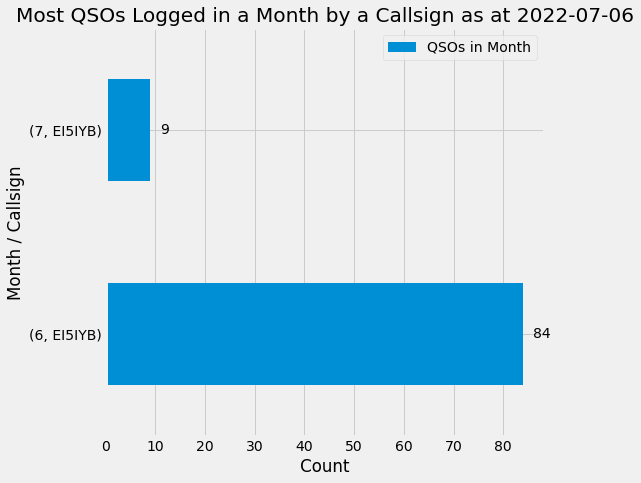 Most QSOs Logged in a Month by a Callsign as at 2022-07-06
QSOs in Month
(7, EI5IYB)
9
Month / Callsign
(6, EI5IYB)
84
0 10 20 30 40 50 60 70 80
Count